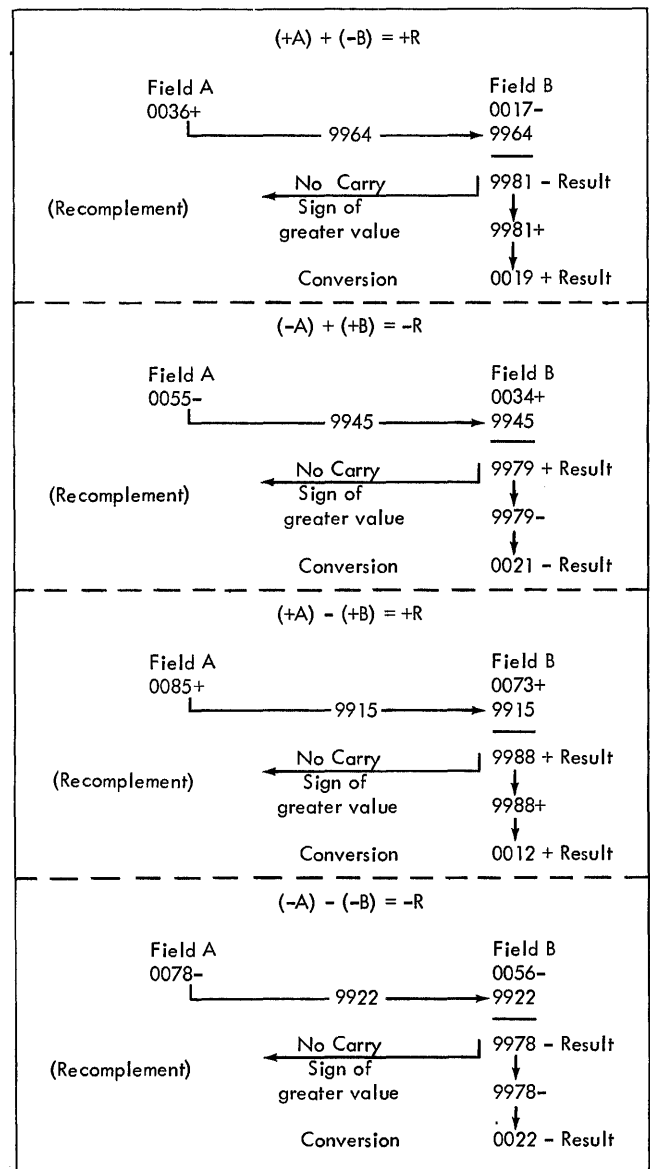 (+A) + (-B) = +R
Field A
Field B
0036+
0017-
9964
9964
No Carry
9981 - Result
(Recomplement)
Sign of
greater value
9981+
Conversion
0019 + Result
(-A) + (+B) = -R
Field A
Field B
0055-
0034+
9945
9945
No Carry
9979 + Result
(Recomplement)
Sign of
greater value
9979-
Conversion
0021 - Result
(+A) - (+B) = +R
Field A
Field B
0085+
0073+
9915
9915
No Carry
9988 + Result
(Recomplement)
Sign of
greater value
9988+
Conversion
0012 + Result
(-A) - (-B) = -R
Field A
Field B
0078-
0056-
9922
9922
No Carry
9978 - Result
(Recomplement)
Sign of
greater value
9978-
Conversion
0022 - Result